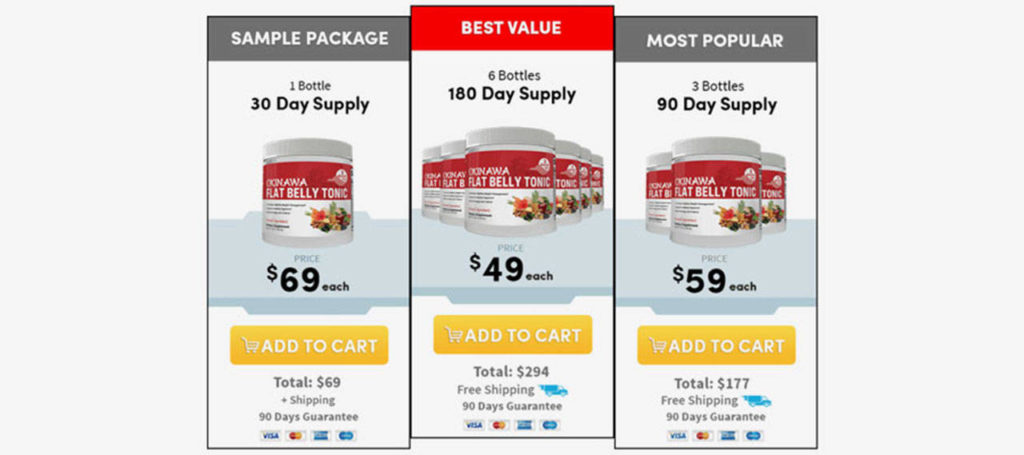 SAMPLE PACKAGE
1 Bottle
30 Day Supply
OKINAWA
FLAT BELLY TONIC
PRICE
$69 each
ADD TO CART
Total: $69
+ Shipping
90 Days Guarantee
VISA
BEST VALUE
6 Bottles
180 Day Supply
OKINAWA
FLAT BELLY TONIC
PRICE
$49 each
ADD TO CART
Total: $294
Free Shipping
90 Days Guarantee
VISA
MOST POPULAR
3 Bottles
90 Day Supply
OKINAWA
FLAT BELLY TONIC
PRICE
$59 each
ADD TO CART
Total: $177
Free Shipping
90 Days Guarantee
VISA